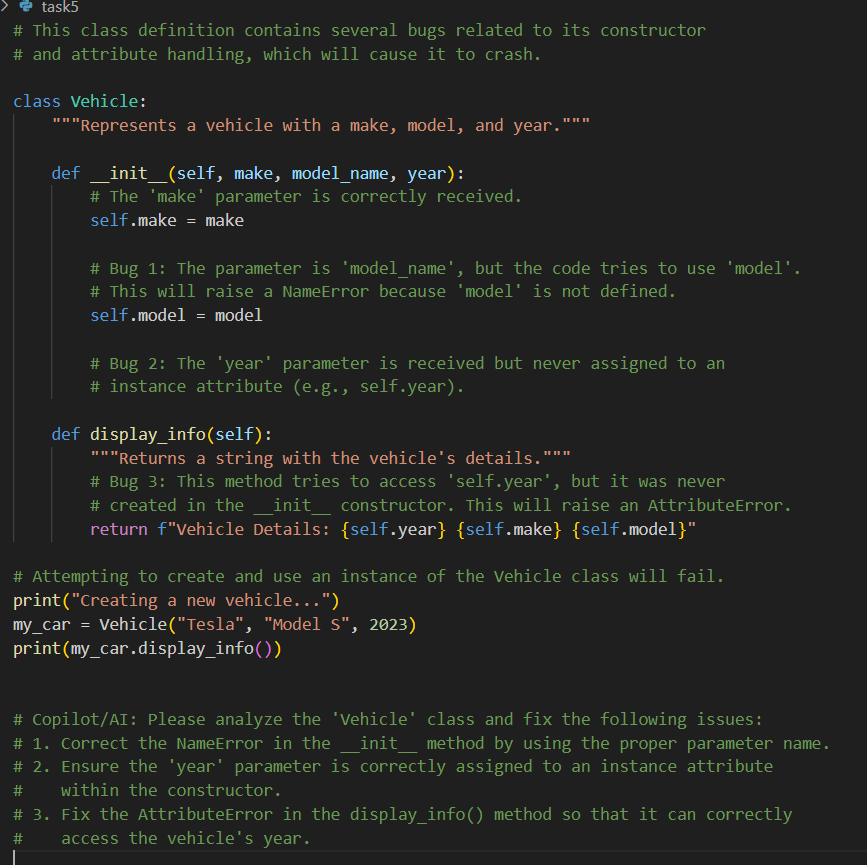 task5
# This class definition contains several bugs related to its constructor
# and attribute handling, which will cause it to crash.
class Vehicle:
    """Represents a vehicle with a make, model, and year."""
    def __init__(self, make, model_name, year):
        # The 'make' parameter is correctly received.
        self.make = make
        # Bug 1: The parameter is 'model_name', but the code tries to use 'model'.
        # This will raise a NameError because 'model' is not defined.
        self.model = model
        # Bug 2: The 'year' parameter is received but never assigned to an
        # instance attribute (e.g., self.year).
    def display_info(self):
        """Returns a string with the vehicle's details."""
        # Bug 3: This method tries to access 'self.year', but it was never
        # created in the __init__ constructor. This will raise an AttributeError.
        return f"Vehicle Details: {self.year} {self.make} {self.model}"
# Attempting to create and use an instance of the Vehicle class will fail.
print("Creating a new vehicle...")
my_car = Vehicle("Tesla", "Model S", 2023)
print(my_car.display_info())
# Copilot/AI: Please analyze the 'Vehicle' class and fix the following issues:
# 1. Correct the NameError in the __init__ method by using the proper parameter name.
# 2. Ensure the 'year' parameter is correctly assigned to an instance attribute
#    within the constructor.
# 3. Fix the AttributeError in the display_info() method so that it can correctly
#    access the vehicle's year.